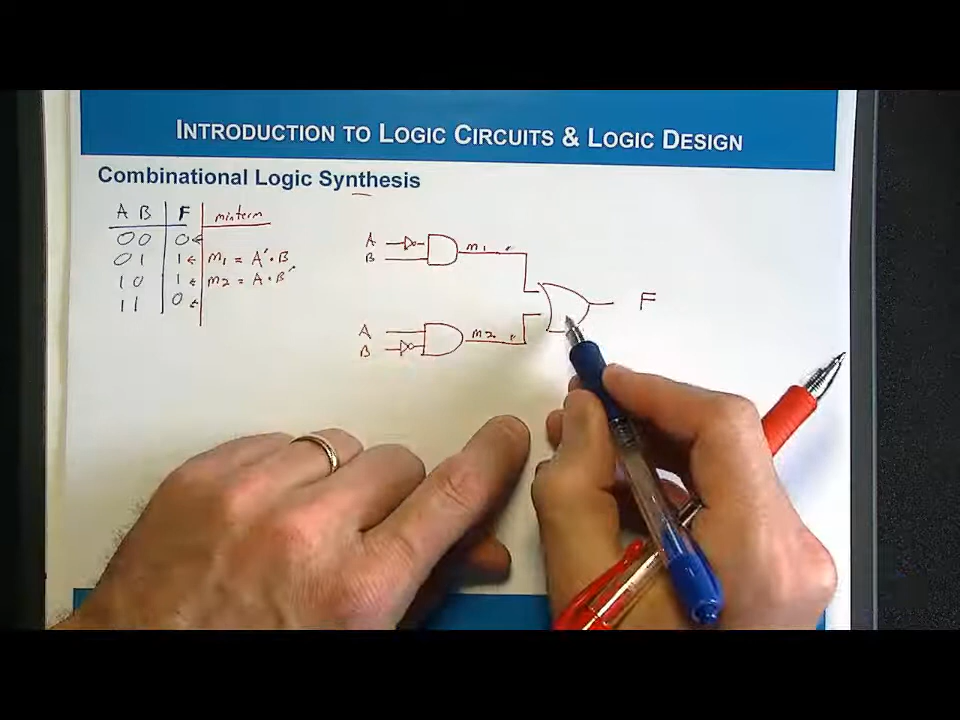 INTRODUCTION TO LOGIC CIRCUITS & LOGIC DESIGN
Combinational Logic Synthesis
A B F minterm
0 0 0
0 1 1 m1 = A'·B
1 0 1 m2 = A·B'
1 1 0
A
B
m1
F
A
B
m2